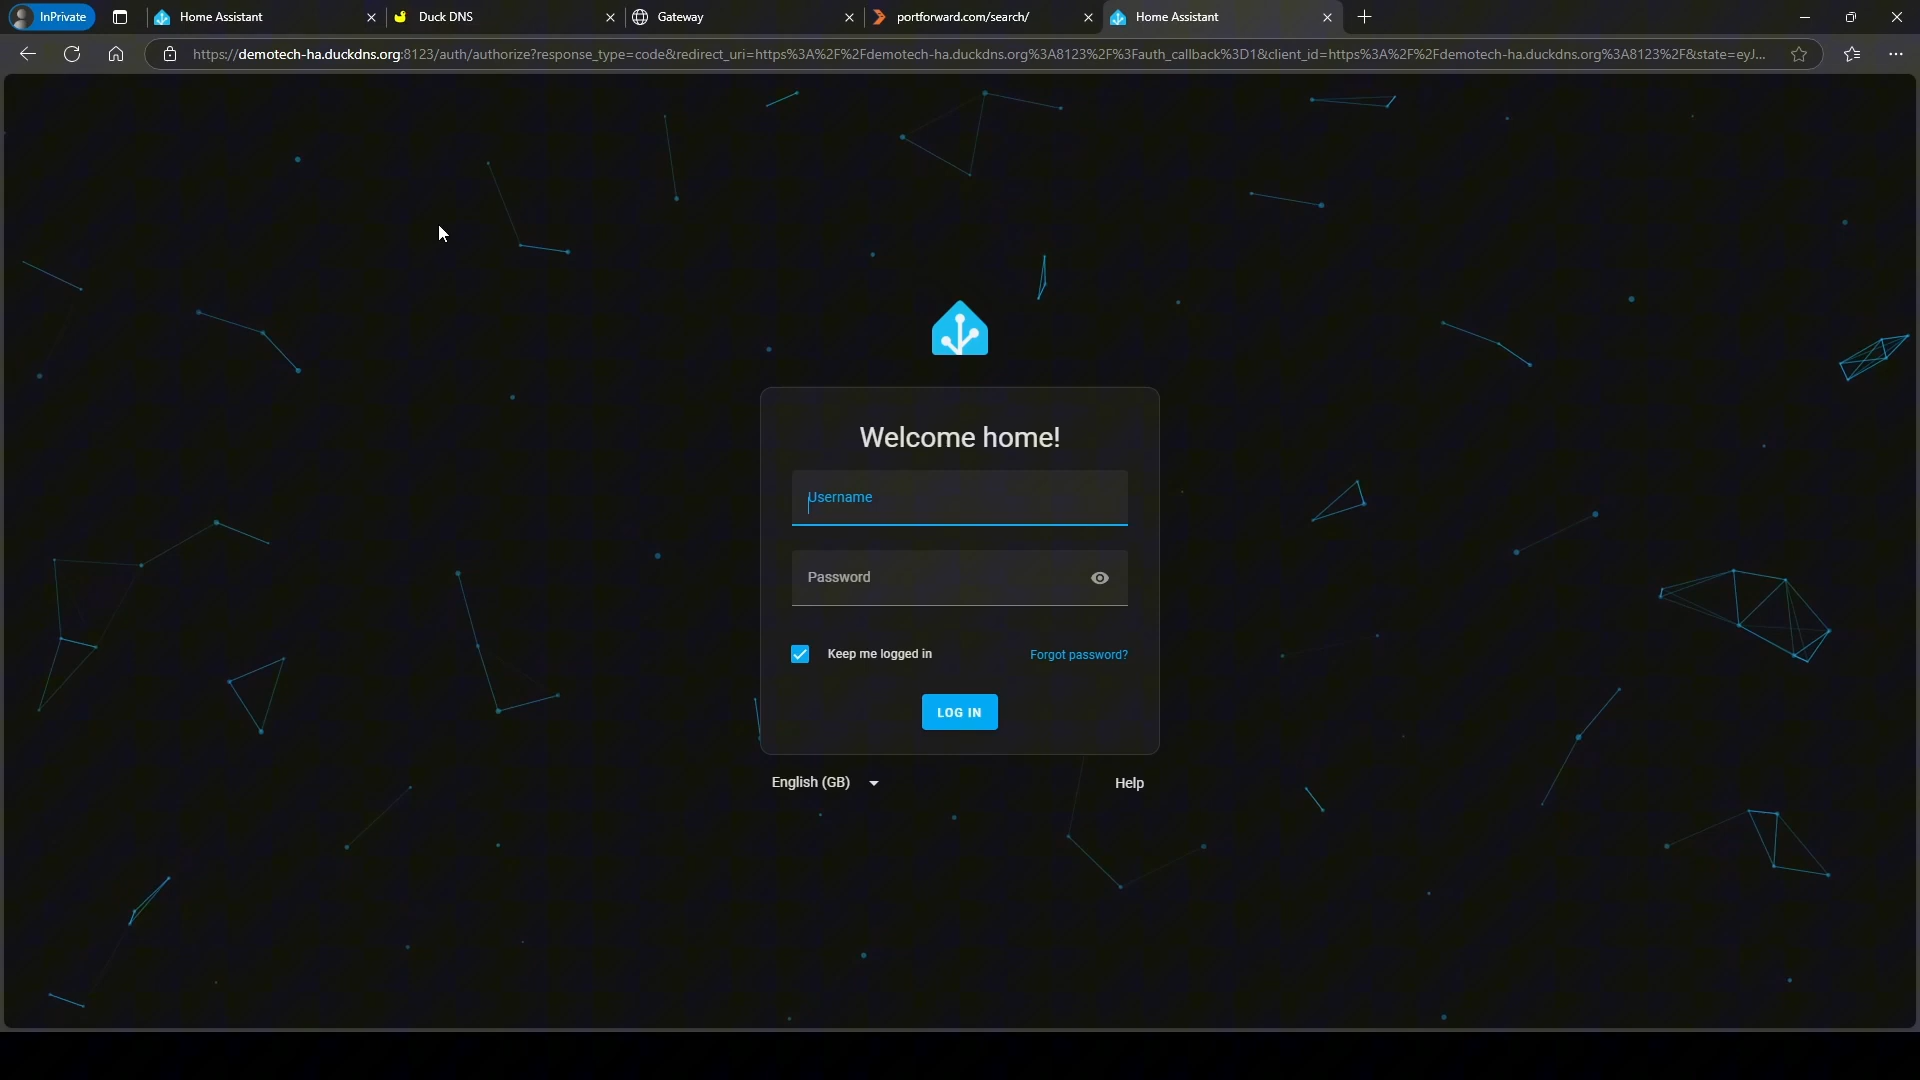 InPrivate
Home Assistant
Duck DNS
Gateway
portforward.com/search/
Home Assistant
https://demotech-ha.duckdns.org:8123/auth/authorize?response_type=code&redirect_uri=https%3A%2F%2Fdemotech-ha.duckdns.org%3A8123%2F%3Fauth_callback%3D1&client_id=https%3A%2F%2Fdemotech-ha.duckdns.org%3A8123%2F&state=eyJ...
Welcome home!
Username
Password
Keep me logged in
Forgot password?
LOG IN
English (GB)
Help